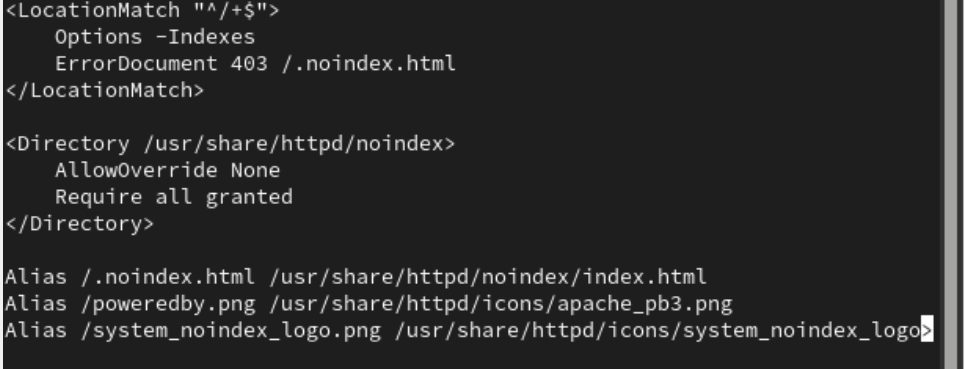 <LocationMatch "^/+$">
    Options -Indexes
    ErrorDocument 403 /.noindex.html
</LocationMatch>
<Directory /usr/share/httpd/noindex>
    AllowOverride None
    Require all granted
</Directory>
Alias /.noindex.html /usr/share/httpd/noindex/index.html
Alias /poweredby.png /usr/share/httpd/icons/apache_pb3.png
Alias /system_noindex_logo.png /usr/share/httpd/icons/system_noindex_logo>